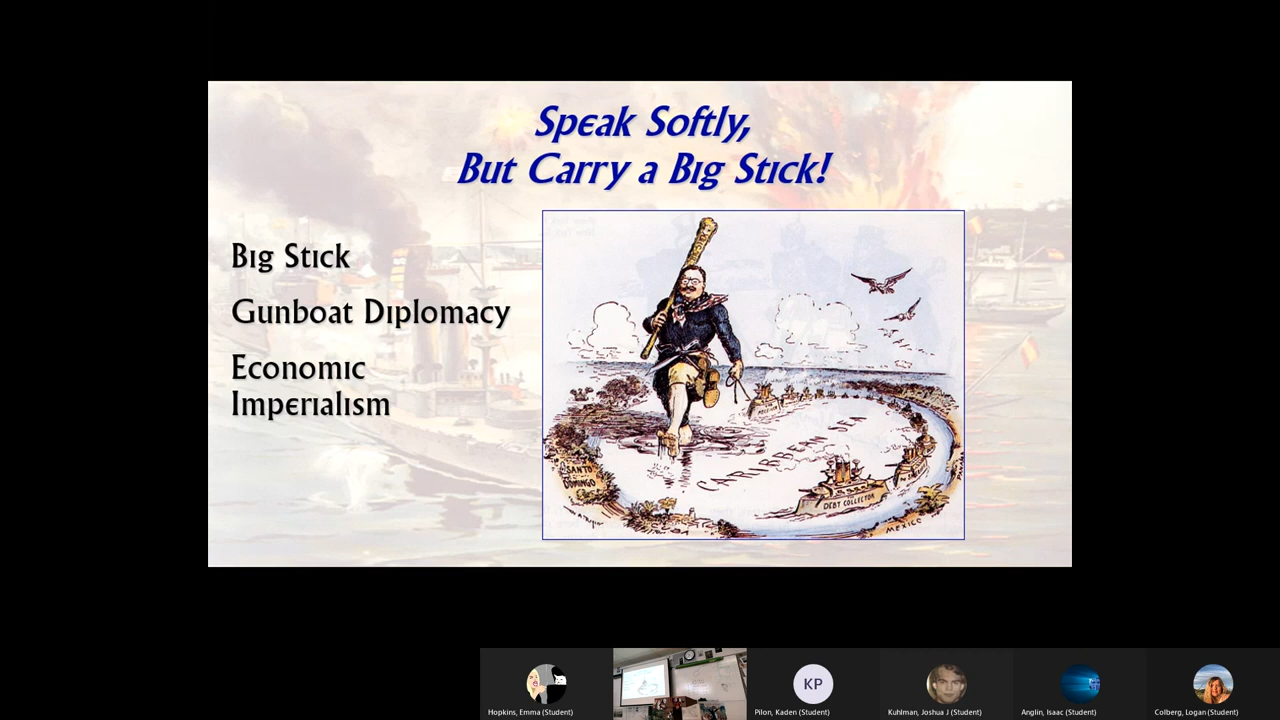 Speak Softly,
But Carry a Big Stick!
Big Stick
Gunboat Diplomacy
Economic
Imperialism
CARIBBEAN SEA
SANTO
DOMINGO
DEBT COLLECTOR
MEXICO
Hopkins, Emma (Student)
KP
Pilon, Kaden (Student)
Kuhlman, Joshua J (Student)
Anglin, Isaac (Student)
Colberg, Logan (Student)